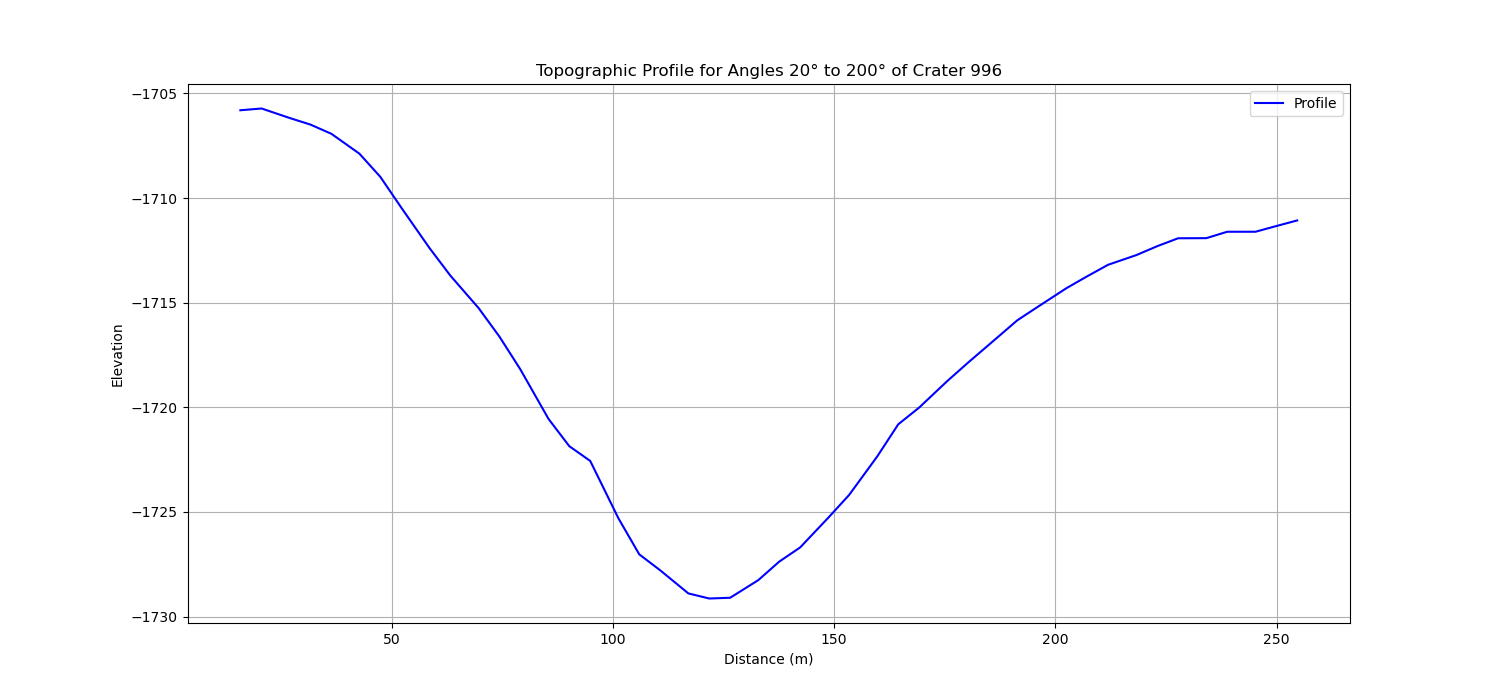 Topographic Profile for Angles 20° to 200° of Crater 996
Profile
Elevation
−1705
−1710
−1715
−1720
−1725
−1730
50 100 150 200 250
Distance (m)